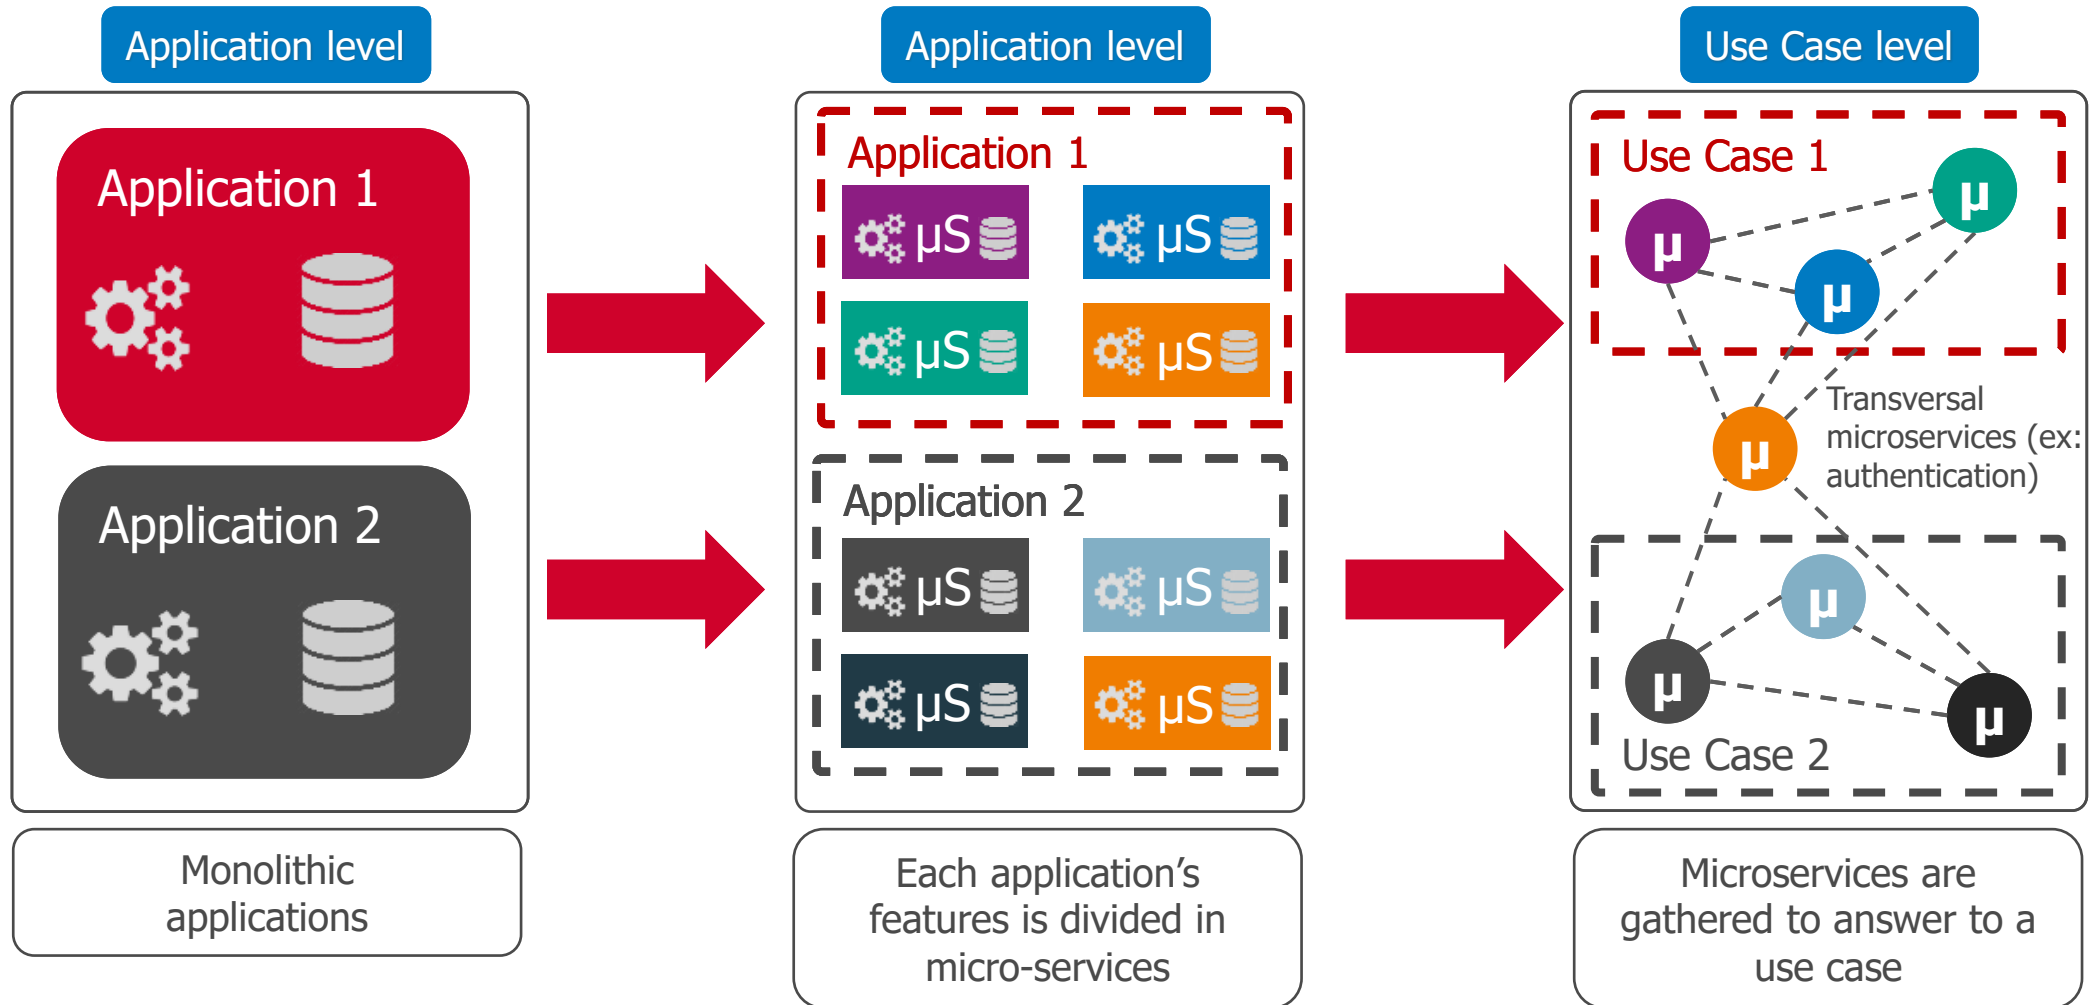 Application level
Application 1
Application 2
Monolithic
applications
Application level
Application 1
µS
µS
µS
µS
Application 2
µS
µS
µS
µS
Each application’s
features is divided in
micro-services
Use Case level
Use Case 1
µ
µ
µ
Transversal
microservices (ex:
authentication)
µ
µ
µ
µ
Use Case 2
Microservices are
gathered to answer to a
use case